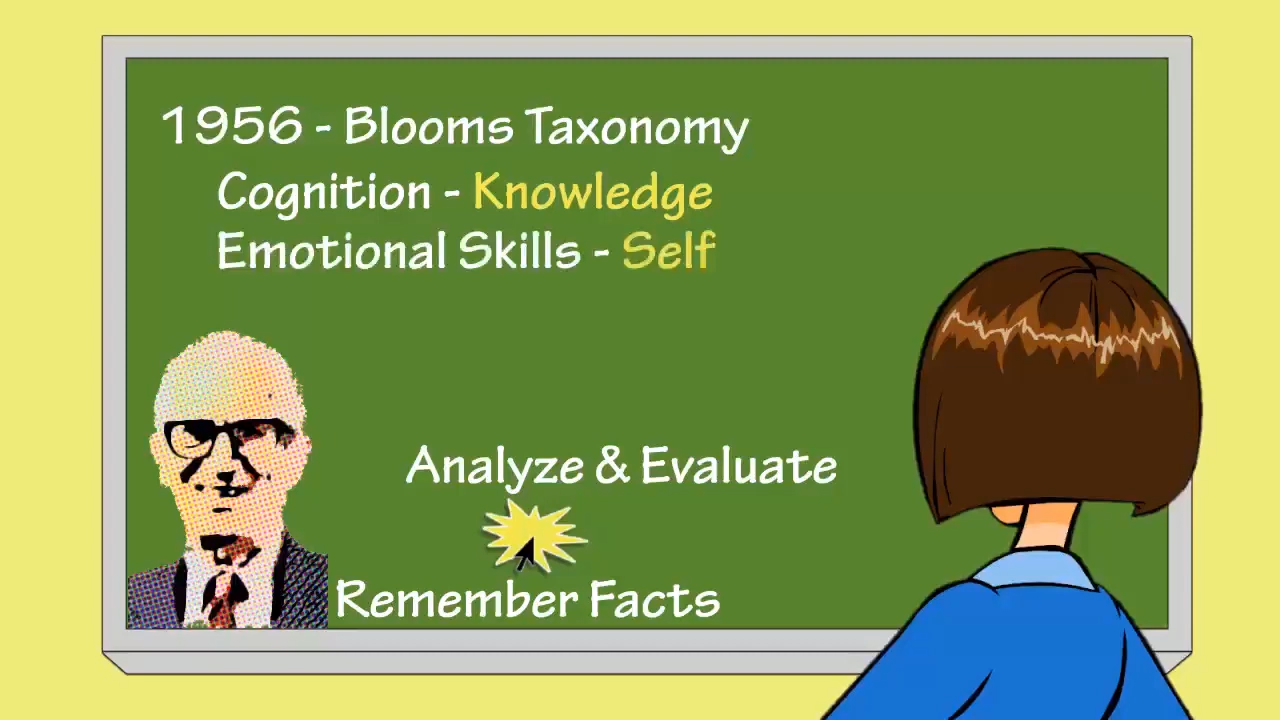 1956 - Blooms Taxonomy
Cognition - Knowledge
Emotional Skills - Self
Analyze & Evaluate
Remember Facts